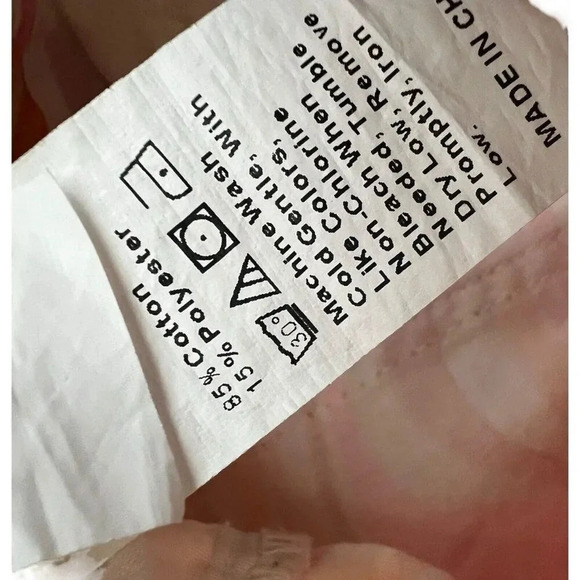 85% Cotton
15% Polyester
30°
Machine Wash
Cold Gentle, With
Like Colors,
Non-Chlorine
Bleach When
Needed, Tumble
Dry Low, Remove
Promptly, Iron
Low.
MADE IN CH